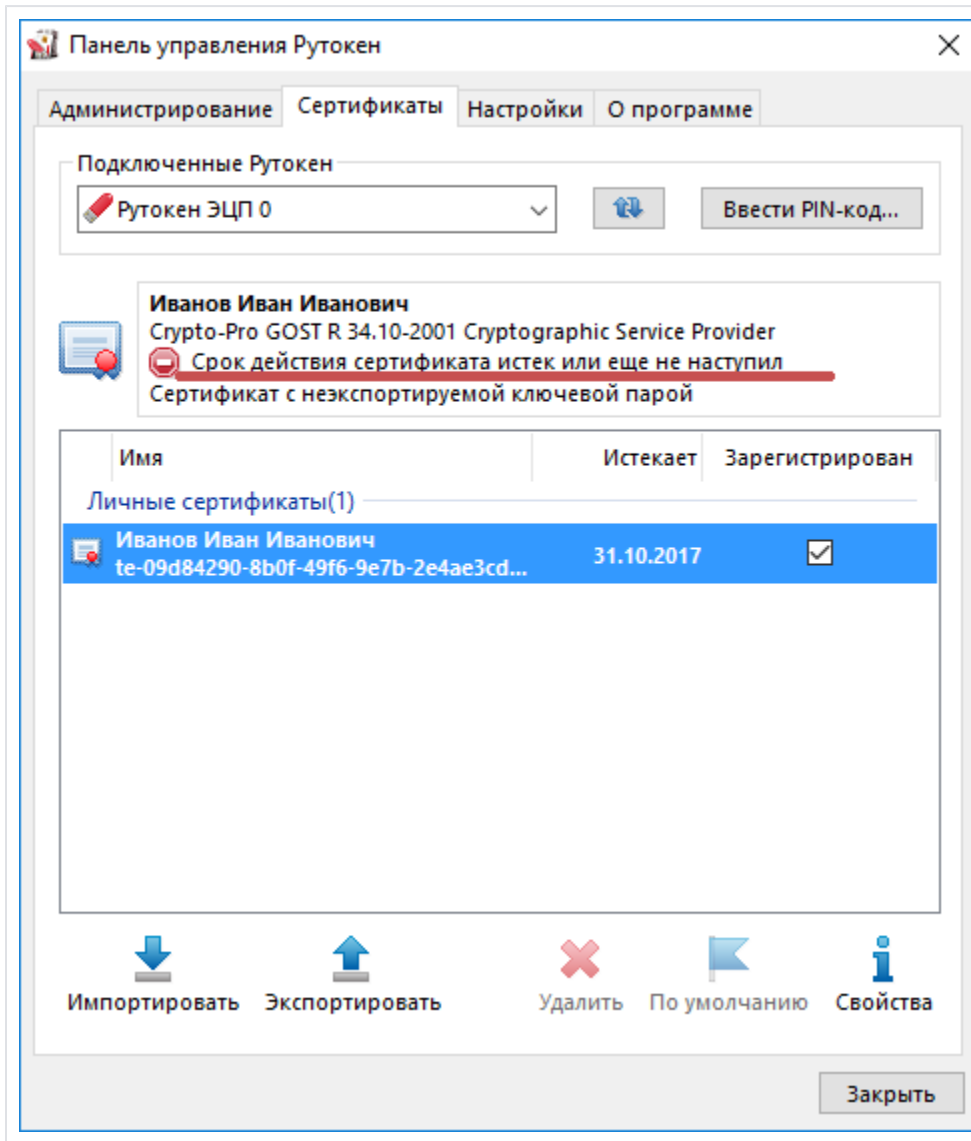 Панель управления Рутокен
Администрирование Сертификаты Настройки О программе
Подключенные Рутокен
Рутокен ЭЦП 0 Ввести PIN-код...
Иванов Иван Иванович
Crypto-Pro GOST R 34.10-2001 Cryptographic Service Provider
Срок действия сертификата истек или еще не наступил
Сертификат с неэкспортируемой ключевой парой
Имя Истекает Зарегистрирован
Личные сертификаты(1)
Иванов Иван Иванович
te-09d84290-8b0f-49f6-9e7b-2e4ae3cd... 31.10.2017
Импортировать Экспортировать Удалить По умолчанию Свойства
Закрыть